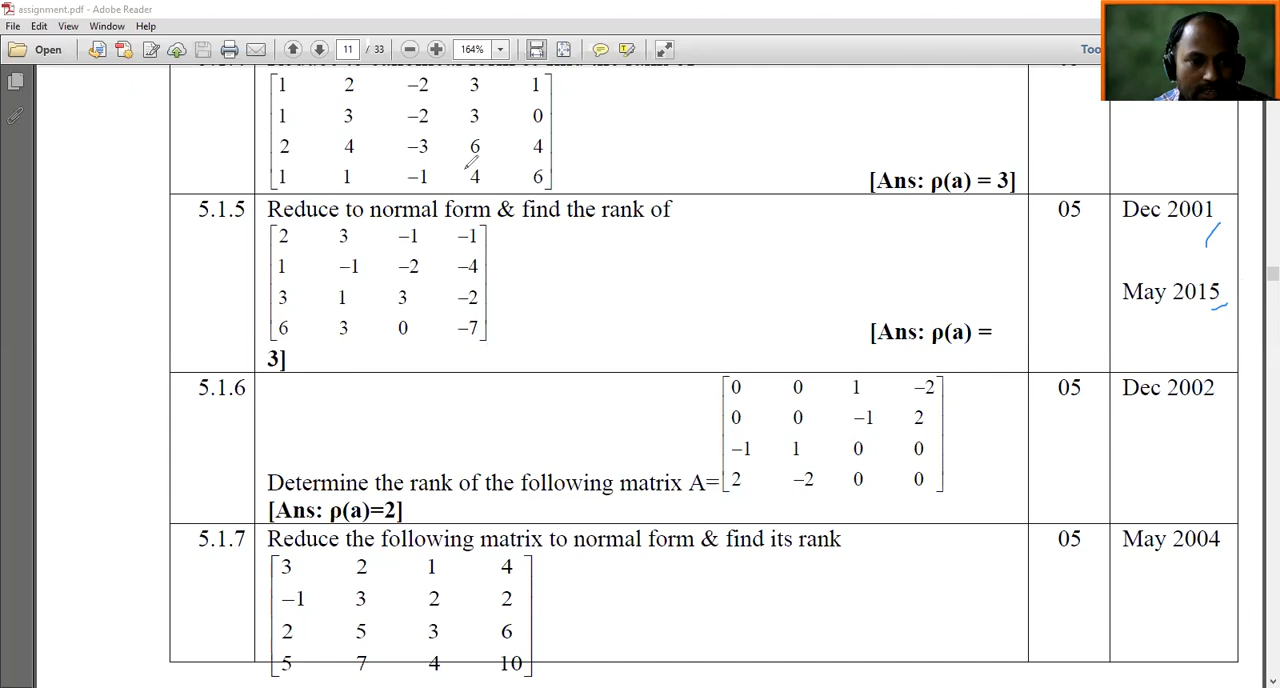 assignment.pdf - Adobe Reader
File Edit View Window Help
Open 11 / 33 164% Too
1 2 −2 3 1
1 3 −2 3 0
2 4 −3 6 4
1 1 −1 4 6
[Ans: ρ(a) = 3]
5.1.5 Reduce to normal form & find the rank of 05 Dec 2001
2 3 −1 −1
1 −1 −2 −4
3 1 3 −2 May 2015
6 3 0 −7
[Ans: ρ(a) =
3]
5.1.6 05 Dec 2002
0 0 1 −2
0 0 −1 2
−1 1 0 0
Determine the rank of the following matrix A= 2 −2 0 0
[Ans: ρ(a)=2]
5.1.7 Reduce the following matrix to normal form & find its rank 05 May 2004
3 2 1 4
−1 3 2 2
2 5 3 6
5 7 4 10